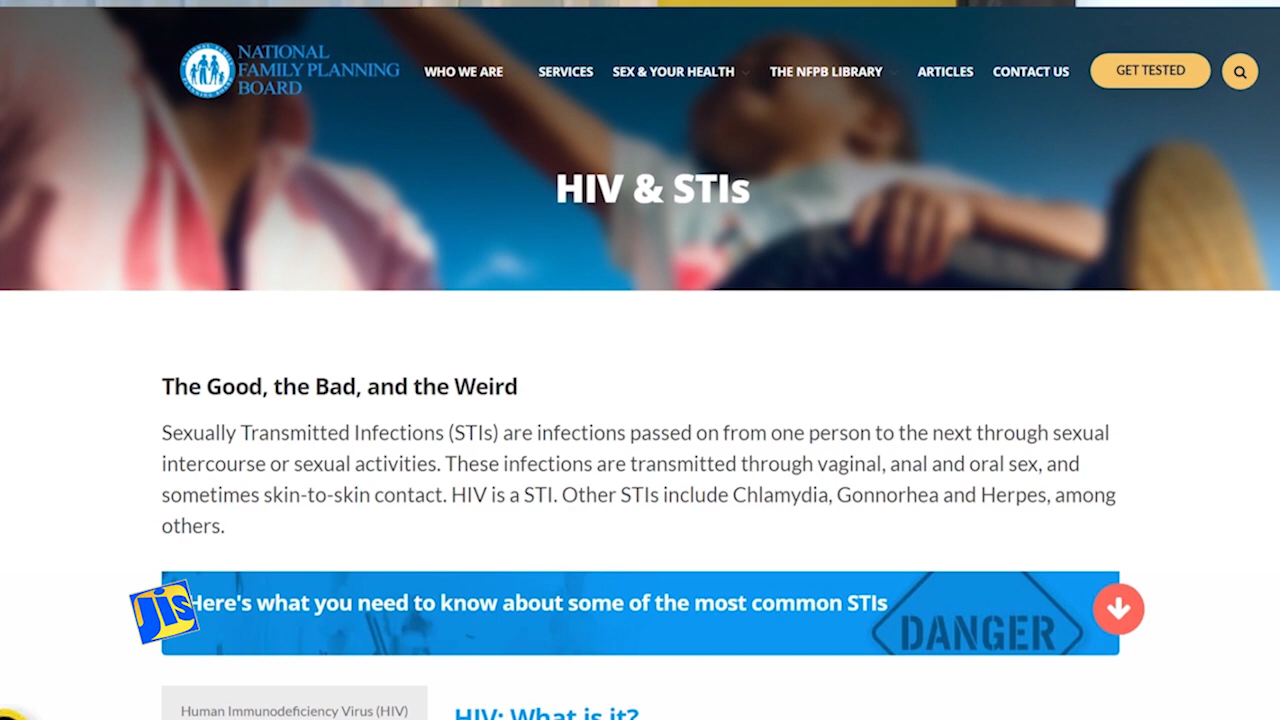 NATIONAL
FAMILY PLANNING
BOARD
WHO WE ARE
SERVICES
SEX & YOUR HEALTH
THE NFPB LIBRARY
ARTICLES
CONTACT US
GET TESTED
HIV & STIs
The Good, the Bad, and the Weird
Sexually Transmitted Infections (STIs) are infections passed on from one person to the next through sexual
intercourse or sexual activities. These infections are transmitted through vaginal, anal and oral sex, and
sometimes skin-to-skin contact. HIV is a STI. Other STIs include Chlamydia, Gonnorhea and Herpes, among
others.
jis
Here's what you need to know about some of the most common STIs
DANGER
Human Immunodeficiency Virus (HIV)
HIV: What is it?